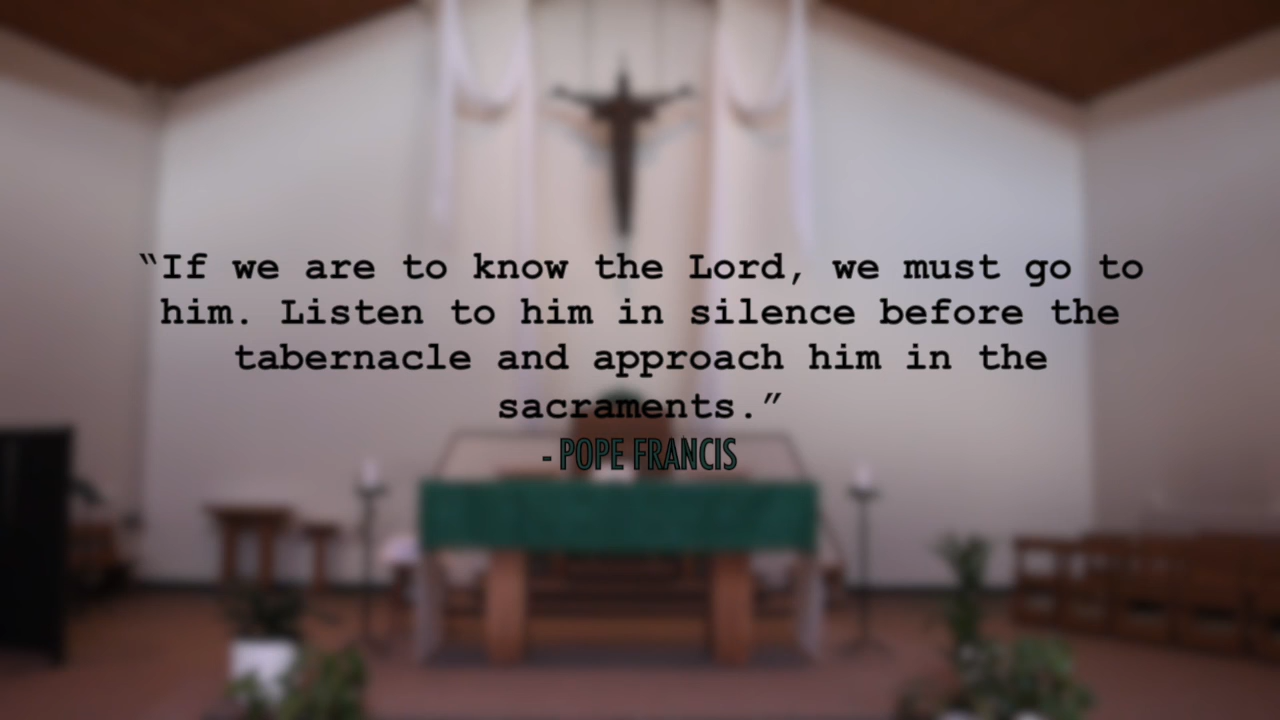 “If we are to know the Lord, we must go to
him. Listen to him in silence before the
tabernacle and approach him in the
sacraments.”
- POPE FRANCIS